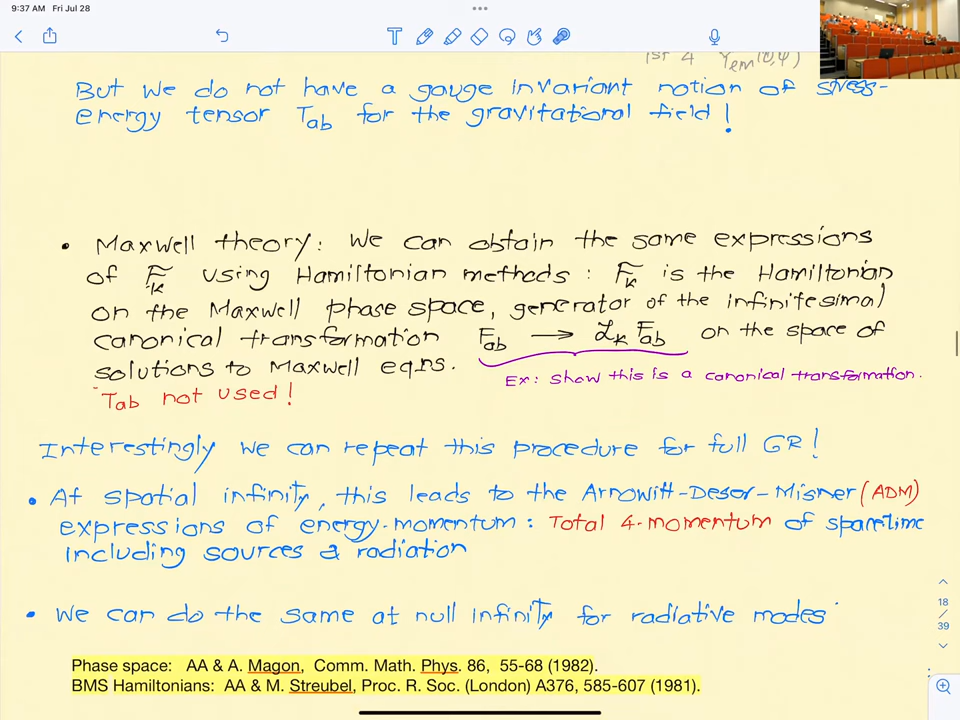 9:37 AM Fri Jul 28
But we do not have a gauge invariant notion of stress-
energy tensor Tab for the gravitational field!
• Maxwell theory: We can obtain the same expressions
of F̃k using Hamiltonian methods : F̃k is the Hamiltonian
on the Maxwell phase space, generator of the infinitesimal
canonical transformation Fab → ℒk Fab on the space of
solutions to Maxwell eqns.
Ex: show this is a canonical transformation.
Tab not used!
Interestingly we can repeat this procedure for full GR!
• At spatial infinity, this leads to the Arnowitt-Deser-Misner (ADM)
expressions of energy-momentum: Total 4-momentum of spacetime
including sources & radiation
• We can do the same at null infinity for radiative modes
18
/
39
Phase space: AA & A. Magon, Comm. Math. Phys. 86, 55-68 (1982).
BMS Hamiltonians: AA & M. Streubel, Proc. R. Soc. (London) A376, 585-607 (1981).